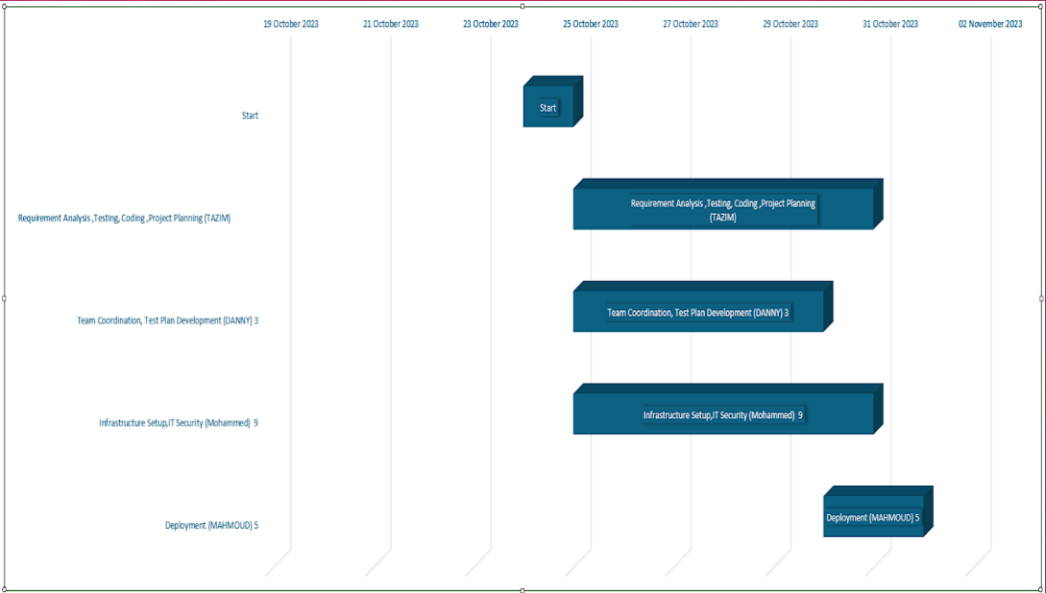 19 October 2023 21 October 2023 23 October 2023 25 October 2023 27 October 2023 29 October 2023 31 October 2023 02 November 2023
Start
Start
Requirement Analysis ,Testing, Coding ,Project Planning (TAZIM)
Requirement Analysis ,Testing, Coding ,Project Planning
(TAZIM)
Team Coordination, Test Plan Development (DANNY) 3
Team Coordination, Test Plan Development (DANNY) 3
Infrastructure Setup,IT Security (Mohammed) 9
Infrastructure Setup,IT Security (Mohammed) 9
Deployment (MAHMOUD) 5
Deployment (MAHMOUD) 5